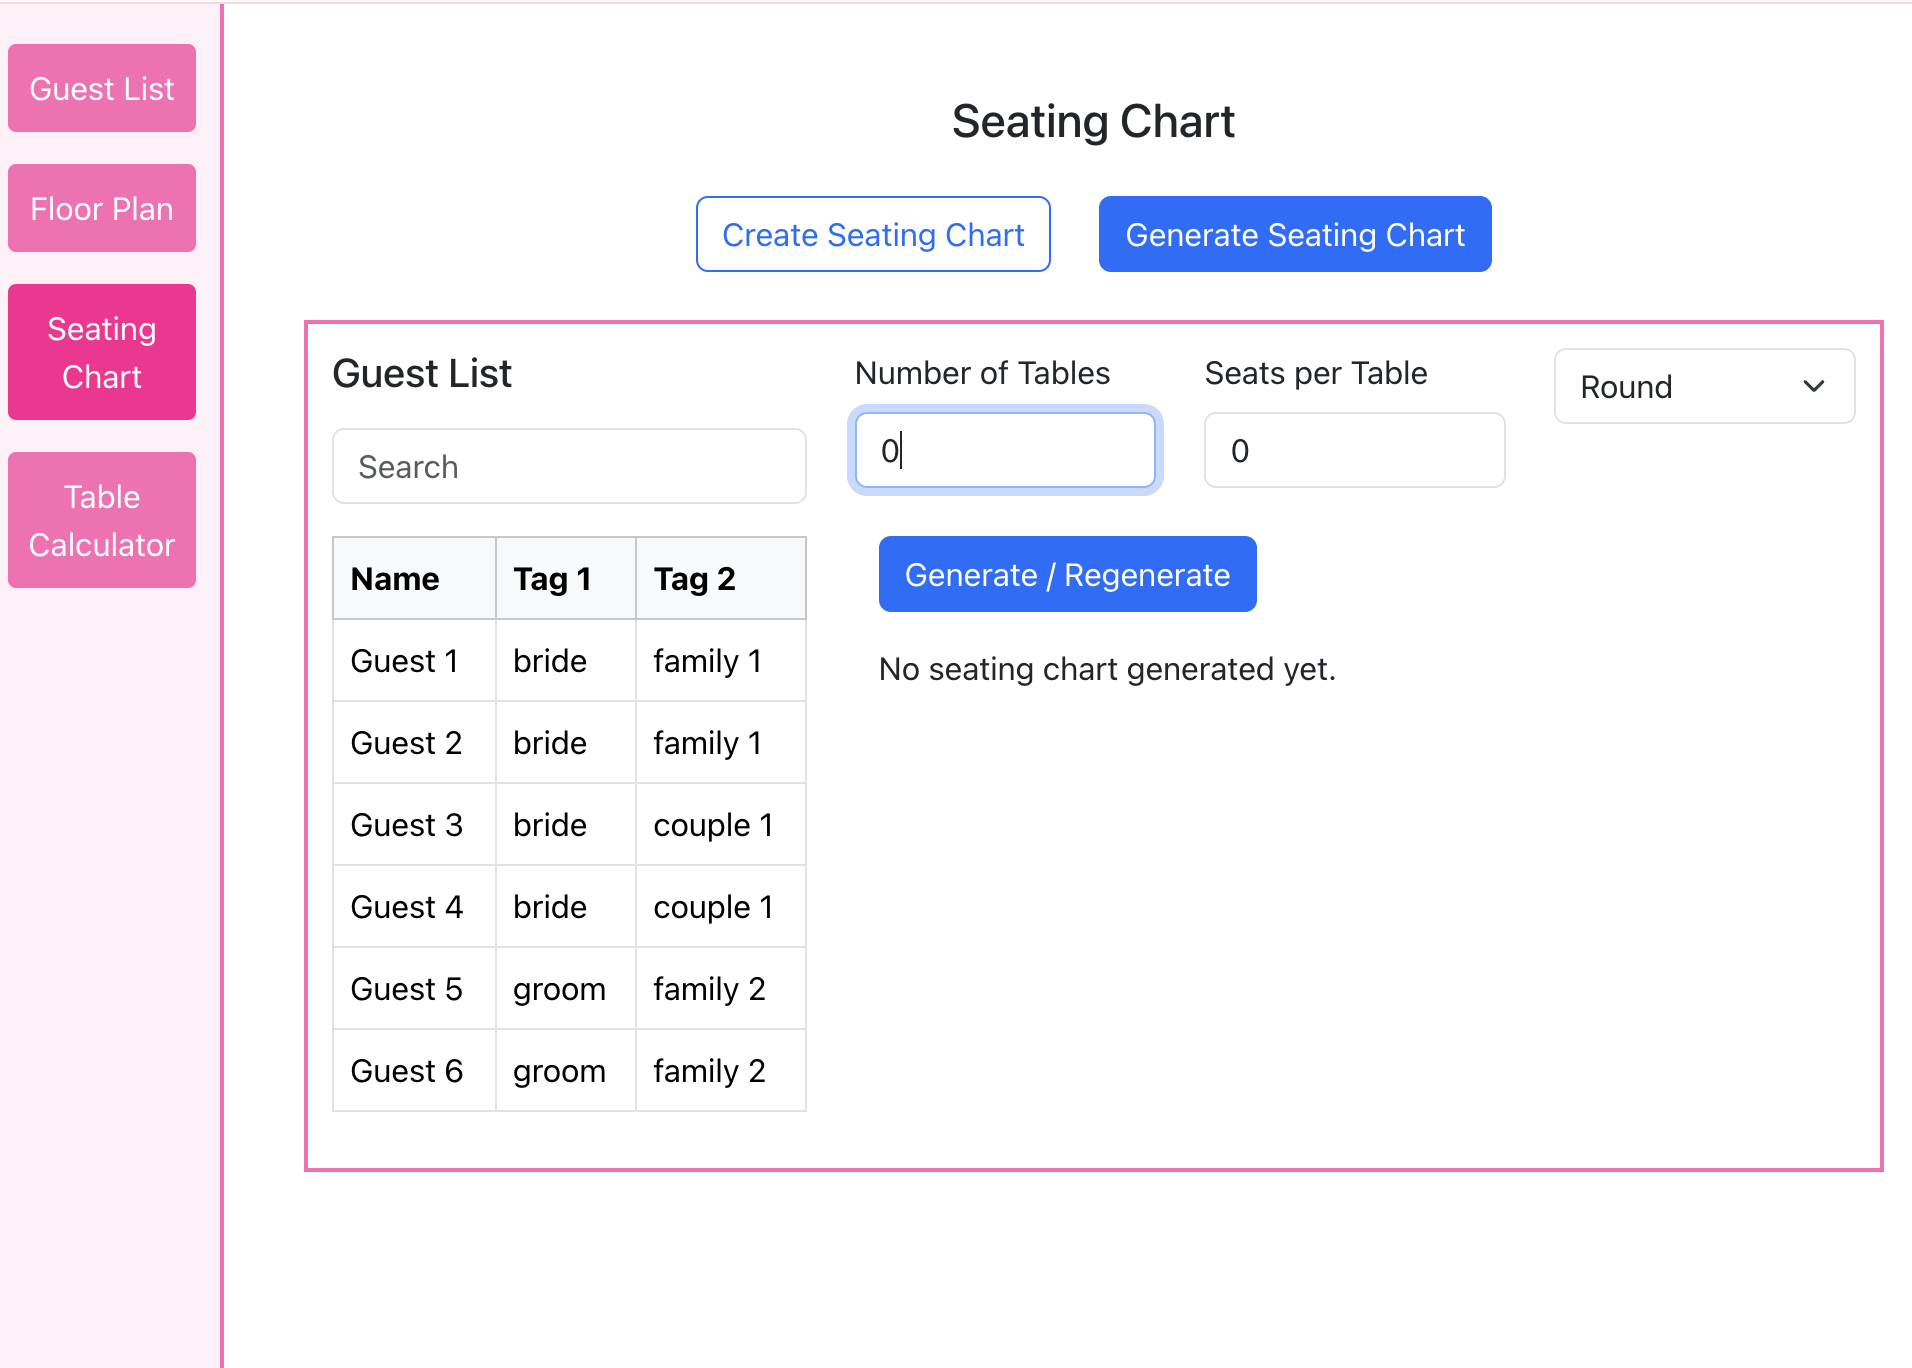 Guest List
Floor Plan
Seating
Chart
Table
Calculator
Seating Chart
Create Seating Chart
Generate Seating Chart
Guest List
Search
Name Tag 1 Tag 2
Guest 1 bride family 1
Guest 2 bride family 1
Guest 3 bride couple 1
Guest 4 bride couple 1
Guest 5 groom family 2
Guest 6 groom family 2
Number of Tables
0
Seats per Table
0
Round
Generate / Regenerate
No seating chart generated yet.